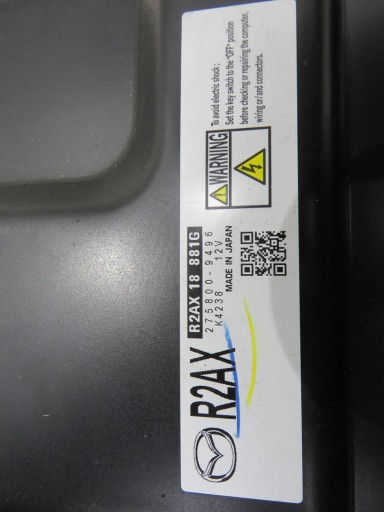 R2AX
R2AX 18 881G
275800-9496
K4238 12V
MADE IN JAPAN
WARNING
To avoid electric shock;
Set the key switch to the "OFF" position
before checking or repairing the computer,
wiring or/and connectors.